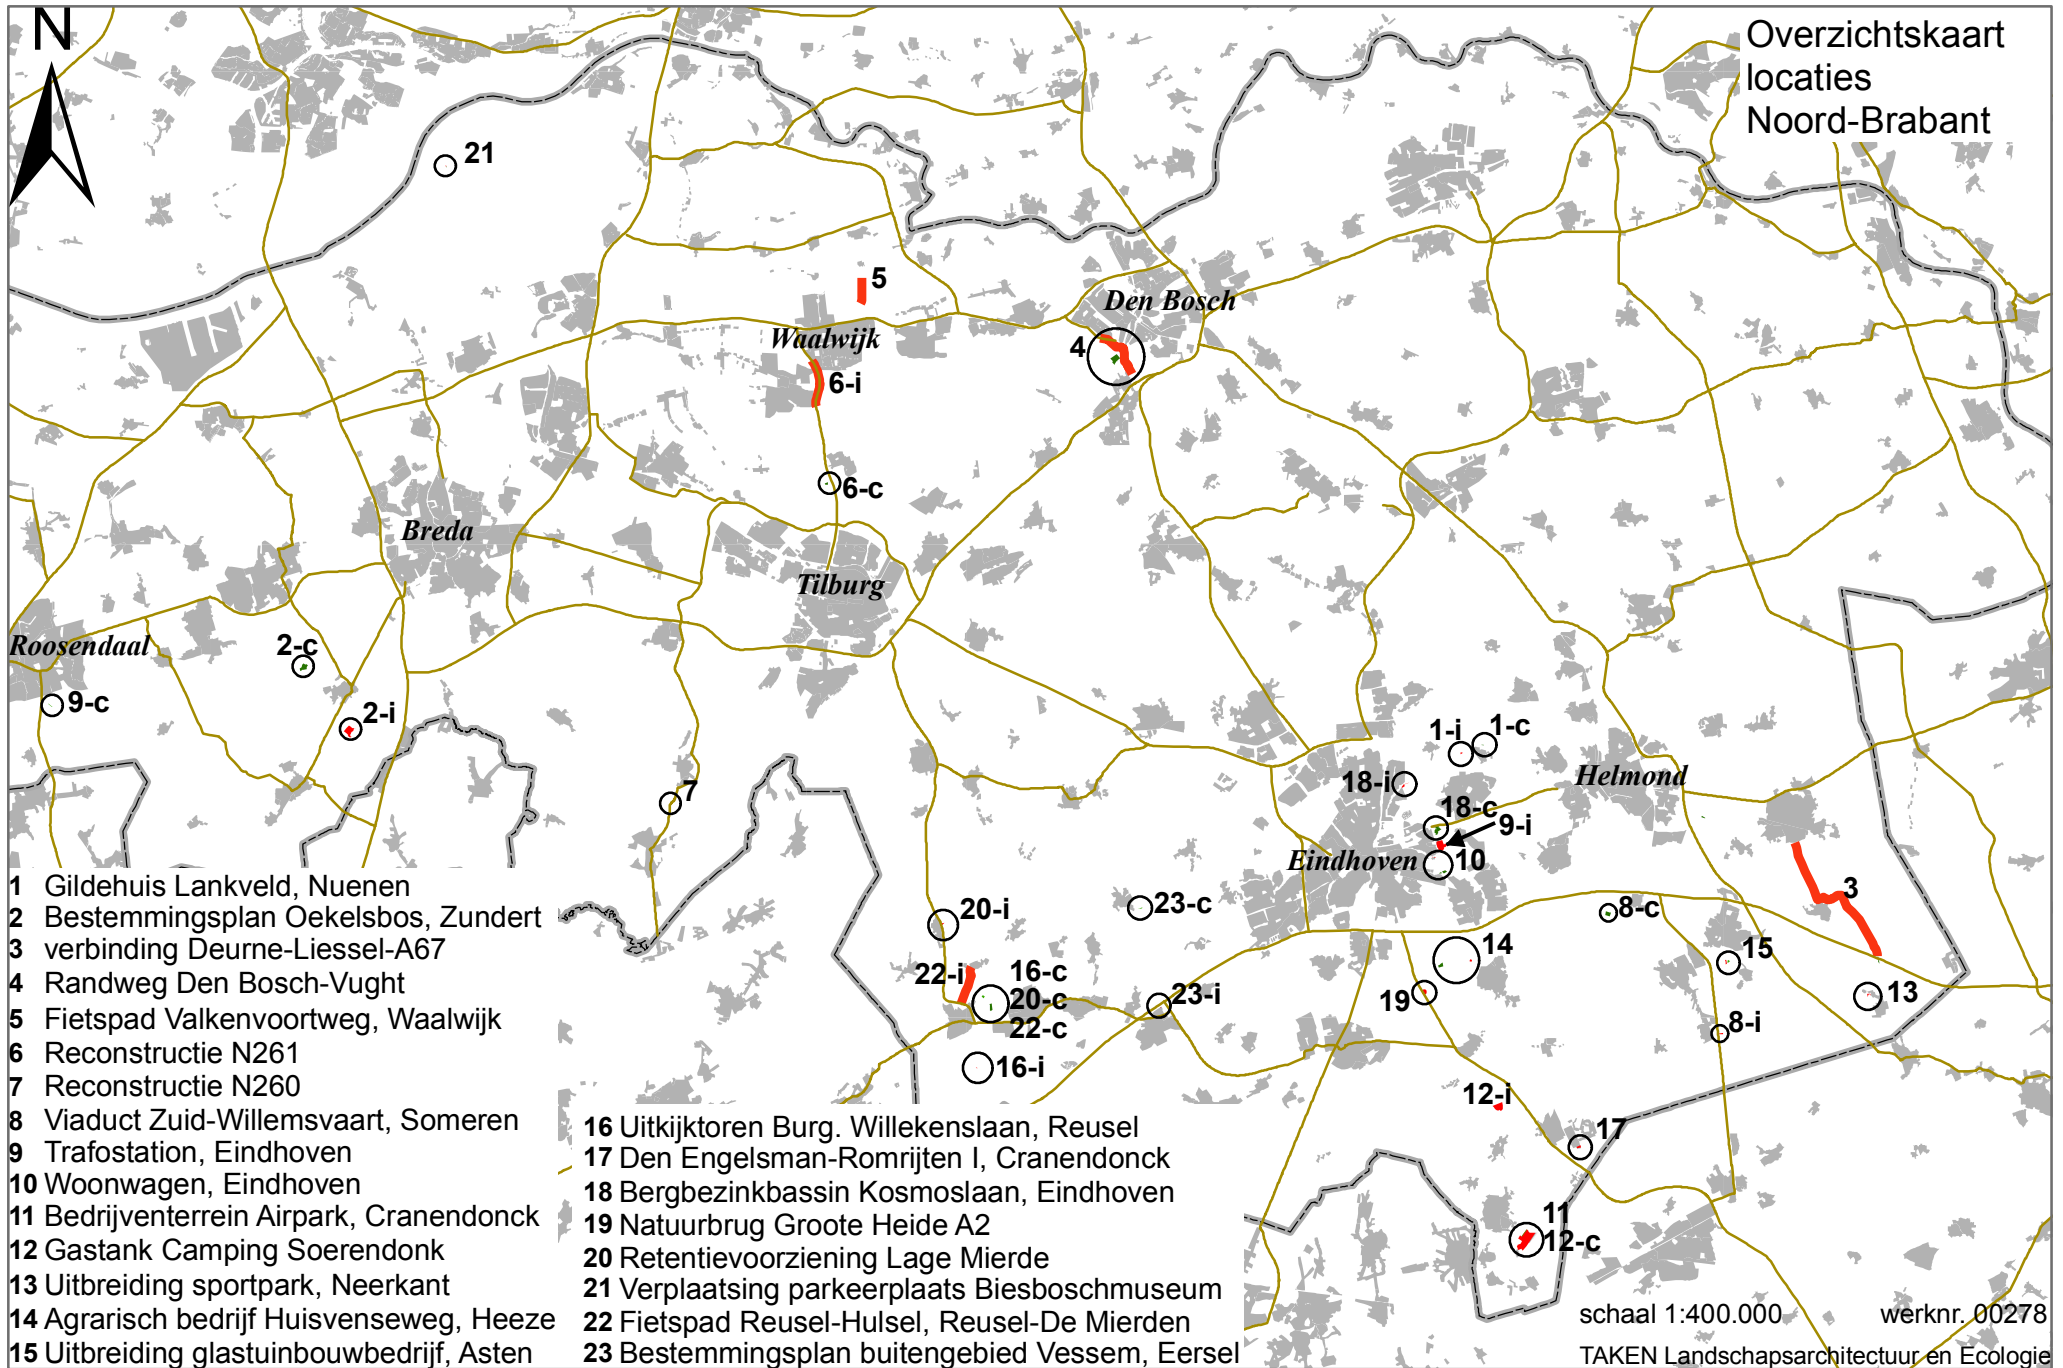 N
Overzichtskaart
locaties
Noord-Brabant
21
5
Den Bosch
Waalwijk
4
6-i
6-c
Breda
Tilburg
Roosendaal
2-c
9-c
2-i
1-i
1-c
7
18-i
Helmond
18-c
9-i
Eindhoven
10
3
20-i
23-c
8-c
14
15
22-i
16-c
20-c
22-c
23-i
19
13
8-i
16-i
12-i
17
11
12-c
1 Gildehuis Lankveld, Nuenen
2 Bestemmingsplan Oekelsbos, Zundert
3 verbinding Deurne-Liessel-A67
4 Randweg Den Bosch-Vught
5 Fietspad Valkenvoortweg, Waalwijk
6 Reconstructie N261
7 Reconstructie N260
8 Viaduct Zuid-Willemsvaart, Someren
9 Trafostation, Eindhoven
10 Woonwagen, Eindhoven
11 Bedrijventerrein Airpark, Cranendonck
12 Gastank Camping Soerendonk
13 Uitbreiding sportpark, Neerkant
14 Agrarisch bedrijf Huisvenseweg, Heeze
15 Uitbreiding glastuinbouwbedrijf, Asten
16 Uitkijktoren Burg. Willekenslaan, Reusel
17 Den Engelsman-Romrijten I, Cranendonck
18 Bergbezinkbassin Kosmoslaan, Eindhoven
19 Natuurbrug Groote Heide A2
20 Retentievoorziening Lage Mierde
21 Verplaatsing parkeerplaats Biesboschmuseum
22 Fietspad Reusel-Hulsel, Reusel-De Mierden
23 Bestemmingsplan buitengebied Vessem, Eersel
schaal 1:400.000 werknr. 00278
TAKEN Landschapsarchitectuur en Ecologie